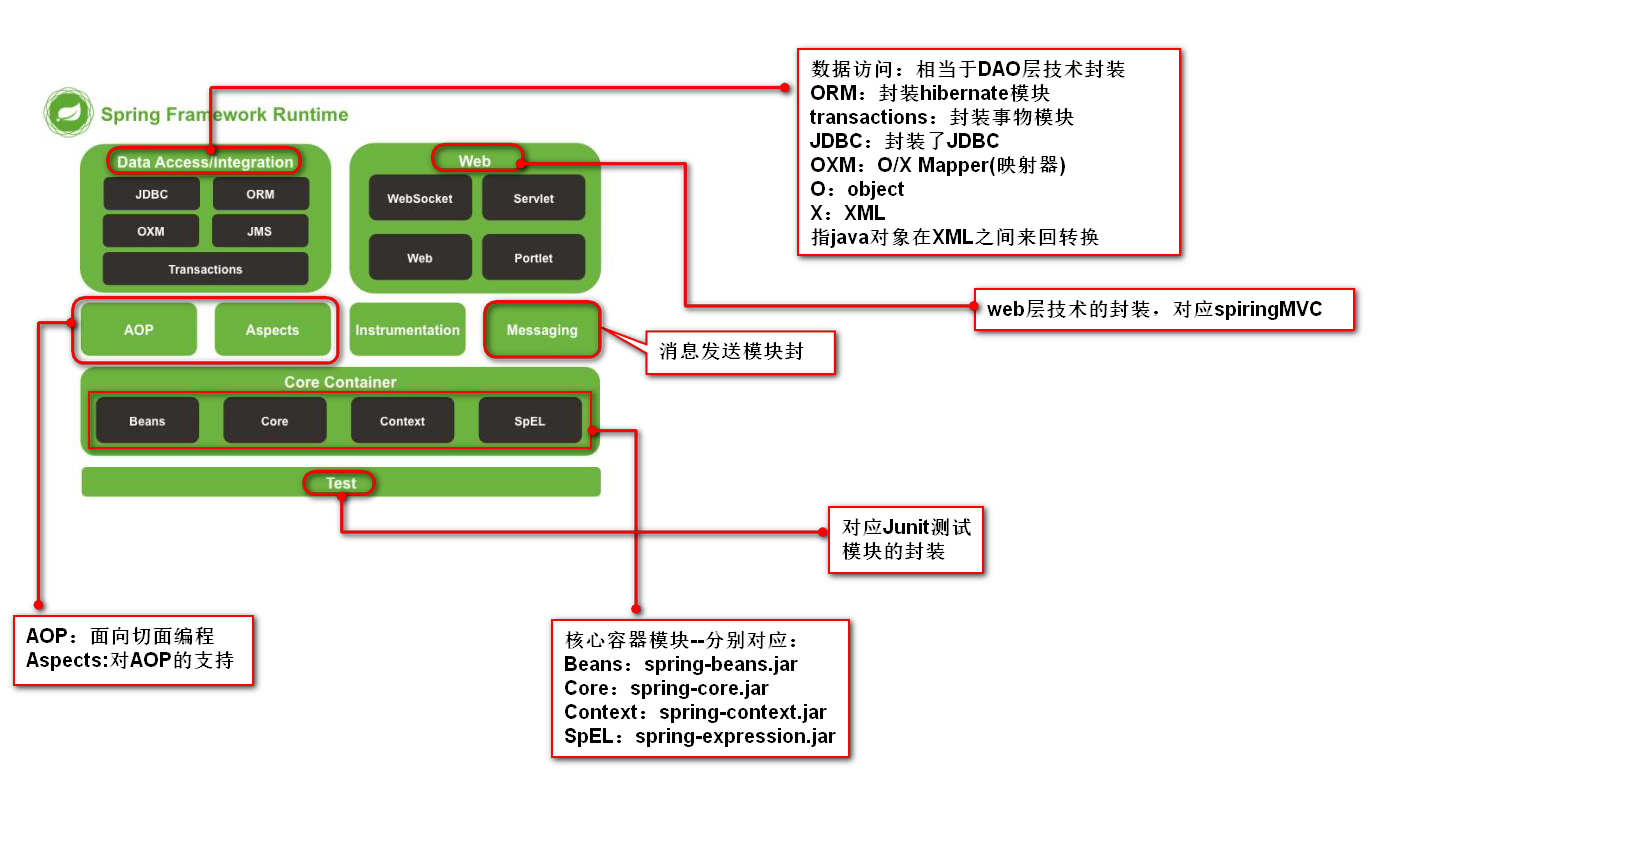 数据访问：相当于DAO层技术封装
ORM：封装hibernate模块
transactions：封装事物模块
JDBC：封装了JDBC
OXM：O/X Mapper(映射器)
O：object
X：XML
指java对象在XML之间来回转换
Spring Framework Runtime
Data Access/Integration
JDBC
ORM
OXM
JMS
Transactions
Web
WebSocket
Servlet
Web
Portlet
web层技术的封装，对应spiringMVC
AOP
Aspects
Instrumentation
Messaging
消息发送模块封
Core Container
Beans
Core
Context
SpEL
Test
对应Junit测试
模块的封装
AOP：面向切面编程
Aspects:对AOP的支持
核心容器模块--分别对应：
Beans：spring-beans.jar
Core：spring-core.jar
Context：spring-context.jar
SpEL：spring-expression.jar